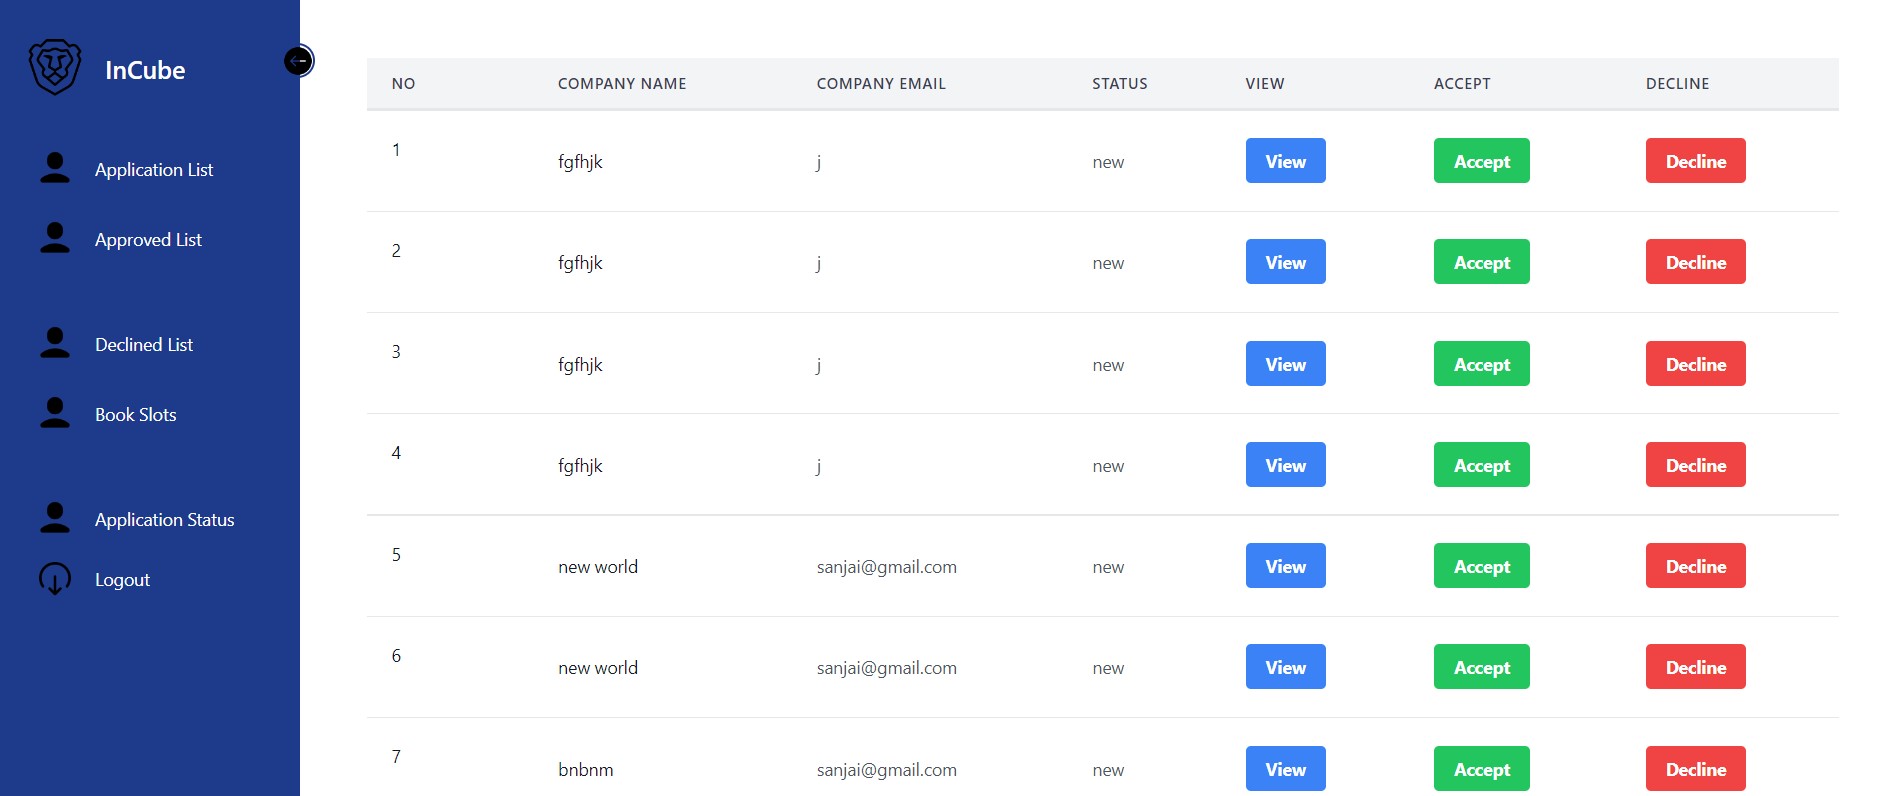 InCube
Application List
Approved List
Declined List
Book Slots
Application Status
Logout
NO COMPANY NAME COMPANY EMAIL STATUS VIEW ACCEPT DECLINE
1 fgfhjk j new View Accept Decline
2 fgfhjk j new View Accept Decline
3 fgfhjk j new View Accept Decline
4 fgfhjk j new View Accept Decline
5 new world sanjai@gmail.com new View Accept Decline
6 new world sanjai@gmail.com new View Accept Decline
7 bnbnm sanjai@gmail.com new View Accept Decline